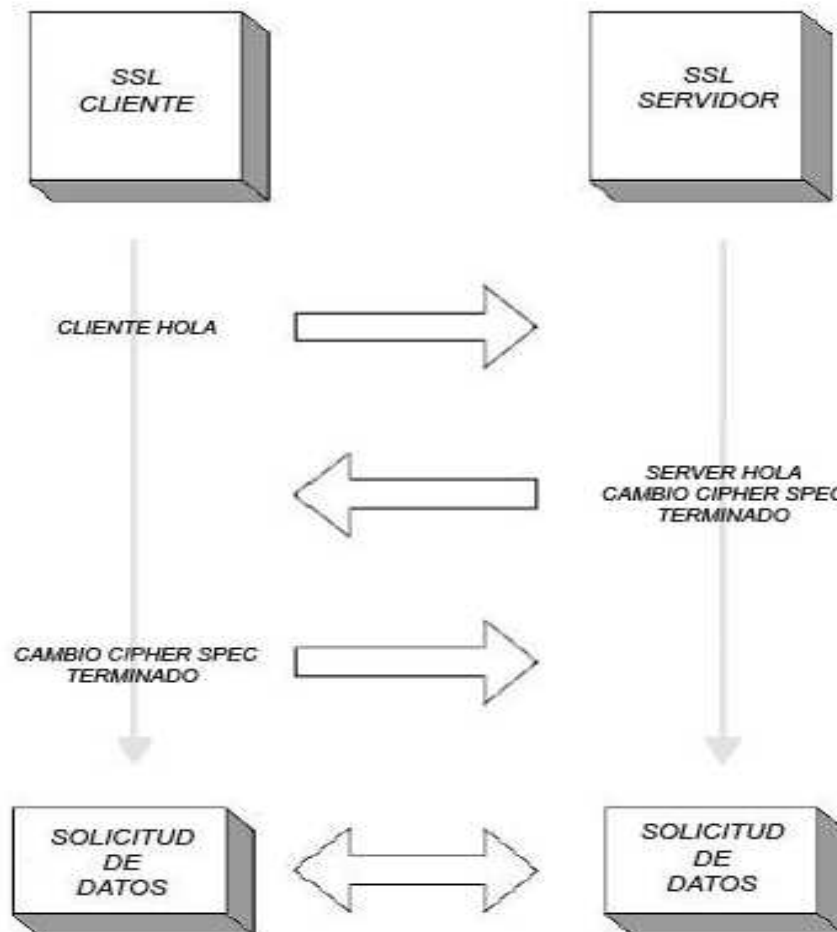 SSL
CLIENTE
SSL
SERVIDOR
CLIENTE HOLA
SERVER HOLA
CAMBIO CIPHER SPEC
TERMINADO
CAMBIO CIPHER SPEC
TERMINADO
SOLICITUD
DE
DATOS
SOLICITUD
DE
DATOS